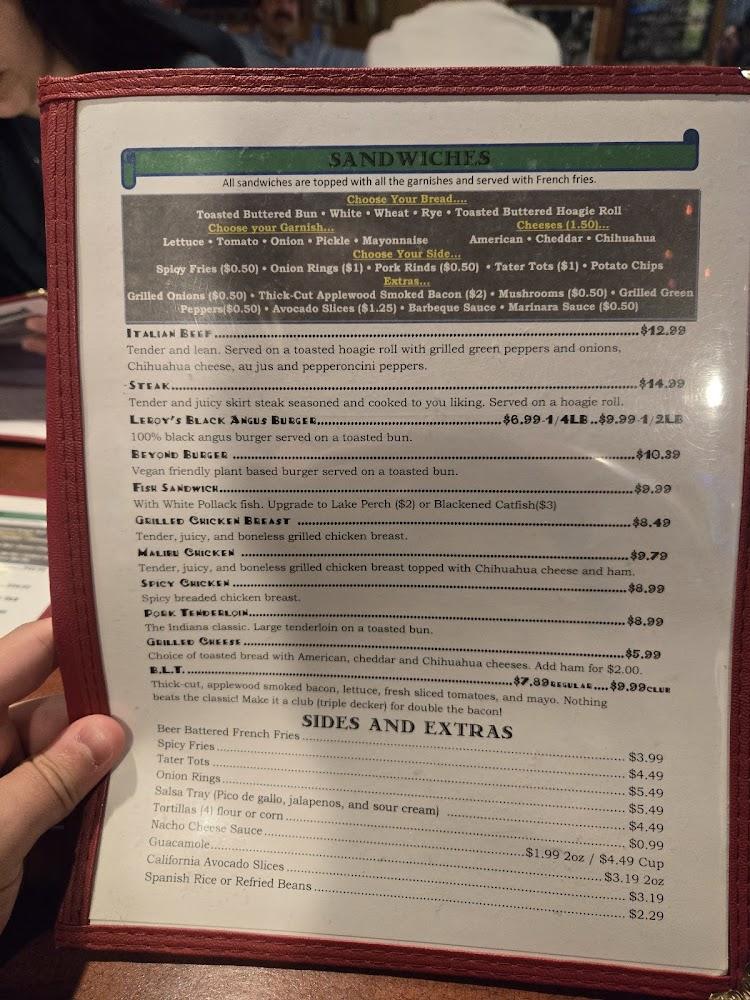 SANDWICHES
All sandwiches are topped with all the garnishes and served with French fries.
Choose Your Bread....
Toasted Buttered Bun • White • Wheat • Rye • Toasted Buttered Hoagie Roll
Choose your Garnish... Cheeses (1.50)...
Lettuce • Tomato • Onion • Pickle • Mayonnaise American • Cheddar • Chihuahua
Choose Your Side...
Spicy Fries ($0.50) • Onion Rings ($1) • Pork Rinds ($0.50) • Tater Tots ($1) • Potato Chips
Extras...
Grilled Onions ($0.50) • Thick-Cut Applewood Smoked Bacon ($2) • Mushrooms ($0.50) • Grilled Green
Peppers($0.50) • Avocado Slices ($1.25) • Barbeque Sauce • Marinara Sauce ($0.50)
ITALIAN BEEF $12.99
Tender and lean. Served on a toasted hoagie roll with grilled green peppers and onions,
Chihuahua cheese, au jus and pepperoncini peppers.
STEAK $14.99
Tender and juicy skirt steak seasoned and cooked to you liking. Served on a hoagie roll.
LEROY'S BLACK ANGUS BURGER $6.99-1/4LB..$9.99-1/2LB
100% black angus burger served on a toasted bun.
BEYOND BURGER $10.39
Vegan friendly plant based burger served on a toasted bun.
FISH SANDWICH $9.99
With White Pollack fish. Upgrade to Lake Perch ($2) or Blackened Catfish($3)
GRILLED CHICKEN BREAST $8.49
Tender, juicy, and boneless grilled chicken breast.
MALIBU CHICKEN $9.79
Tender, juicy, and boneless grilled chicken breast topped with Chihuahua cheese and ham.
SPICY CHICKEN $8.99
Spicy breaded chicken breast.
PORK TENDERLOIN $8.99
The Indiana classic. Large tenderloin on a toasted bun.
GRILLED CHEESE $5.99
Choice of toasted bread with American, cheddar and Chihuahua cheeses. Add ham for $2.00.
B.L.T. $7.89 REGULAR....$9.99 CLUB
Thick-cut, applewood smoked bacon, lettuce, fresh sliced tomatoes, and mayo. Nothing
beats the classic! Make it a club (triple decker) for double the bacon!
SIDES AND EXTRAS
Beer Battered French Fries $3.99
Spicy Fries $4.49
Tater Tots $5.49
Onion Rings $5.49
Salsa Tray (Pico de gallo, jalapenos, and sour cream) $4.49
Tortillas (4) flour or corn $0.99
Nacho Cheese Sauce $1.99 2oz / $4.49 Cup
Guacamole $3.19 2oz
California Avocado Slices $3.19
Spanish Rice or Refried Beans $2.29